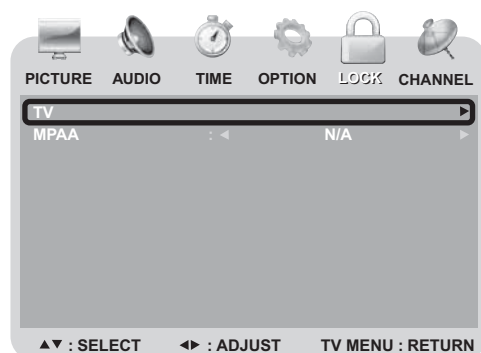 PICTURE AUDIO TIME OPTION LOCK CHANNEL
TV ▶
MPAA : ◀ N/A ▶
▲▼ : SELECT ◀▶ : ADJUST TV MENU : RETURN